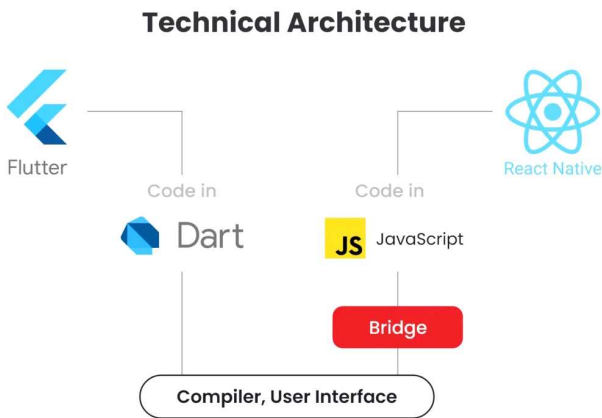 Technical Architecture
Flutter
React Native
Code in
Code in
Dart
JS
JavaScript
Bridge
Compiler, User Interface